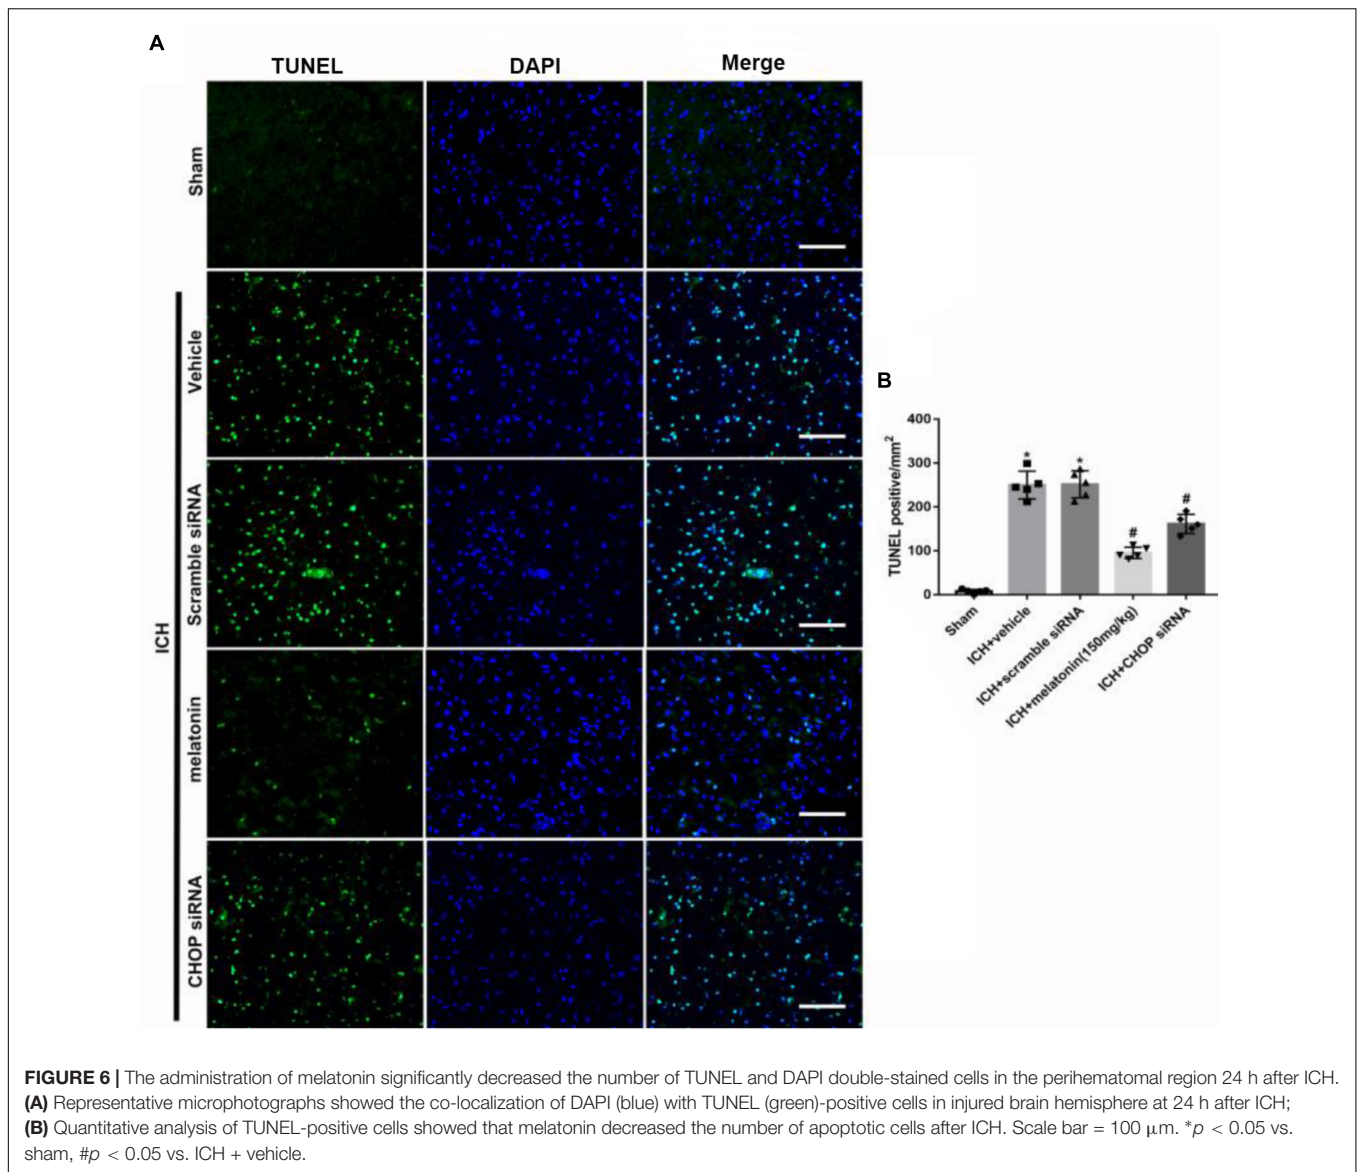 A
TUNEL
DAPI
Merge
Sham
Vehicle
Scramble siRNA
melatonin
CHOP siRNA
ICH
B
TUNEL positive/mm²
400
300
200
100
0
*
*
#
#
Sham
ICH+vehicle
ICH+scramble siRNA
ICH+melatonin(150mg/kg)
ICH+CHOP siRNA
FIGURE 6 | The administration of melatonin significantly decreased the number of TUNEL and DAPI double-stained cells in the perihematomal region 24 h after ICH.
(A) Representative microphotographs showed the co-localization of DAPI (blue) with TUNEL (green)-positive cells in injured brain hemisphere at 24 h after ICH;
(B) Quantitative analysis of TUNEL-positive cells showed that melatonin decreased the number of apoptotic cells after ICH. Scale bar = 100 μm. *p < 0.05 vs.
sham, #p < 0.05 vs. ICH + vehicle.